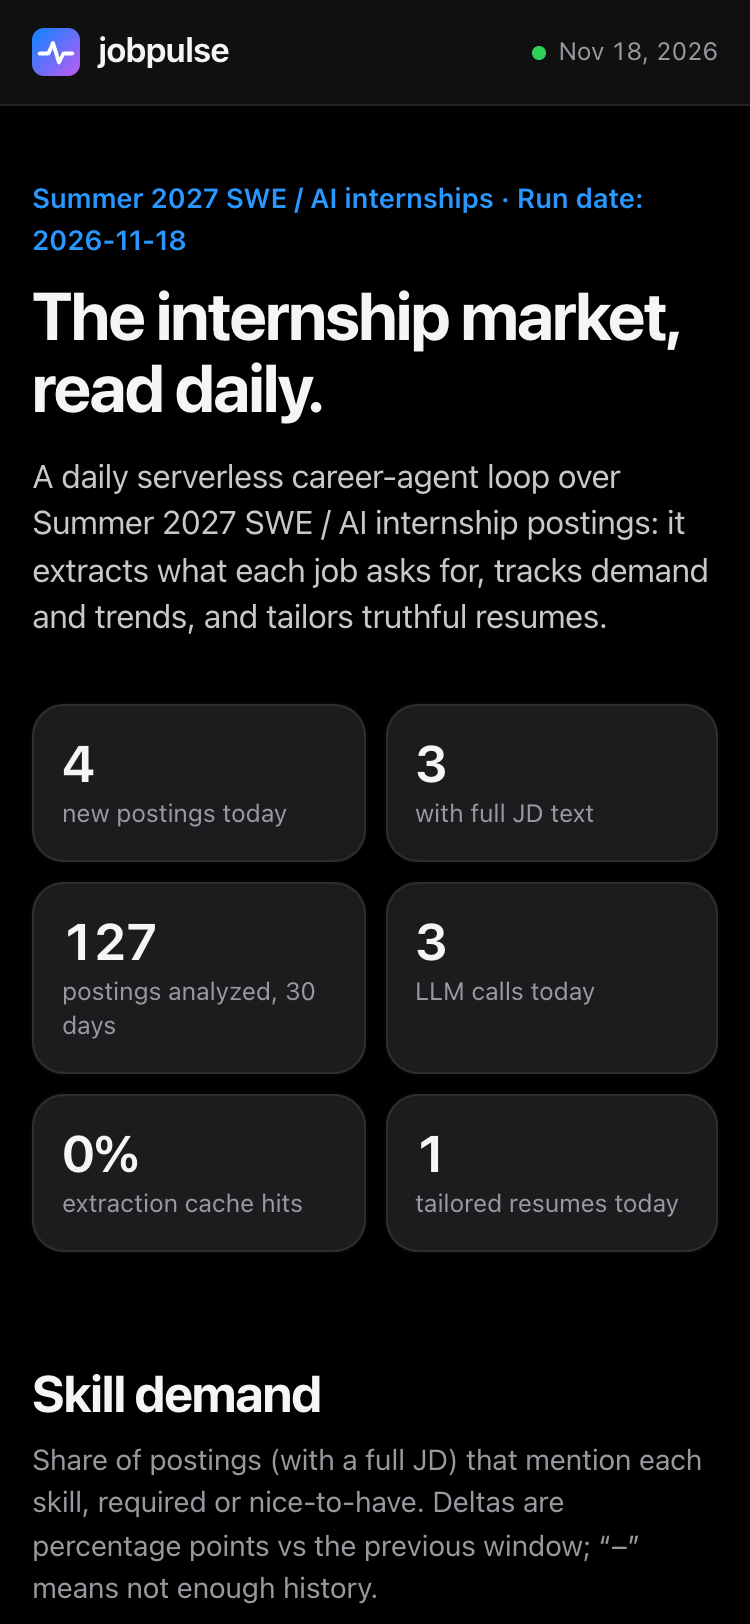 jobpulse
Nov 18, 2026
Summer 2027 SWE / AI internships · Run date:
2026-11-18
The internship market,
read daily.
A daily serverless career-agent loop over
Summer 2027 SWE / AI internship postings: it
extracts what each job asks for, tracks demand
and trends, and tailors truthful resumes.
4
new postings today
3
with full JD text
127
postings analyzed, 30
days
3
LLM calls today
0%
extraction cache hits
1
tailored resumes today
Skill demand
Share of postings (with a full JD) that mention each
skill, required or nice-to-have. Deltas are
percentage points vs the previous window; “–”
means not enough history.